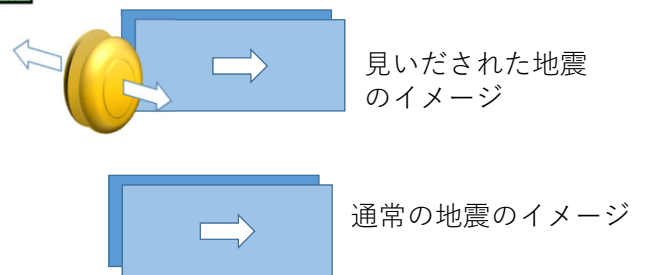 見いだされた地震
のイメージ
通常の地震のイメージ